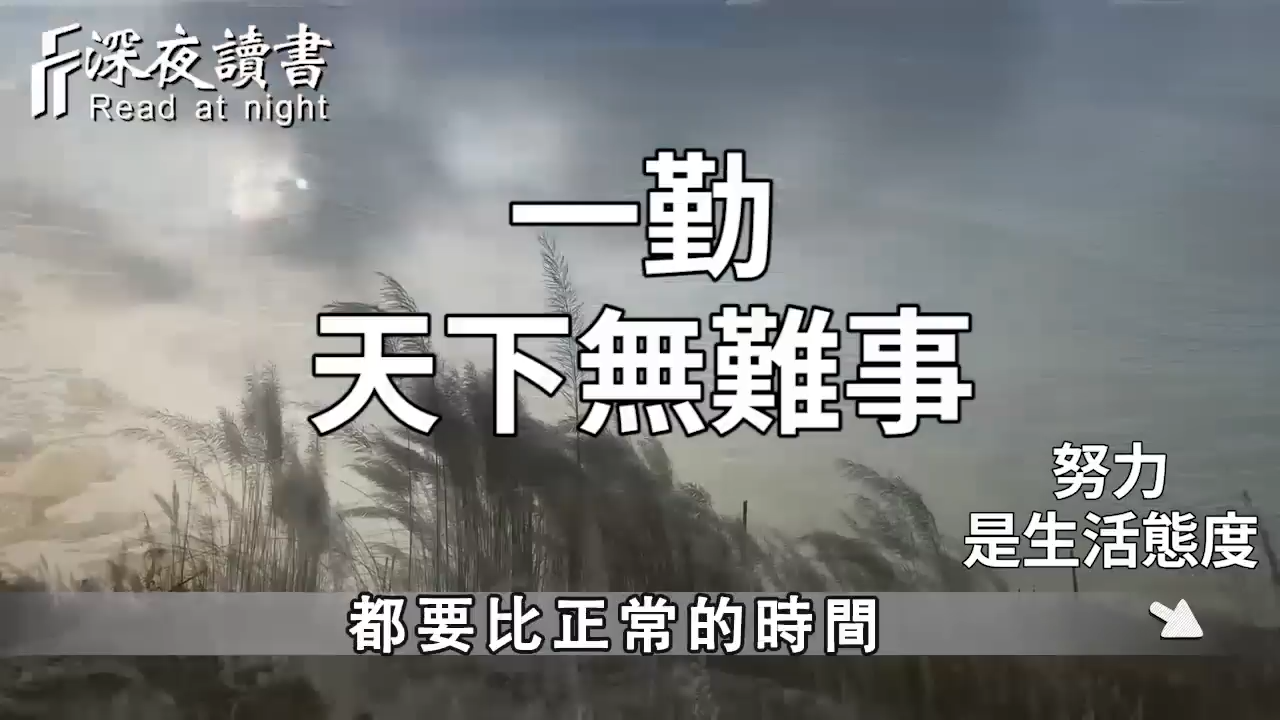 深夜讀書
Read at night
一勤
天下無難事
努力
是生活態度
都要比正常的時間